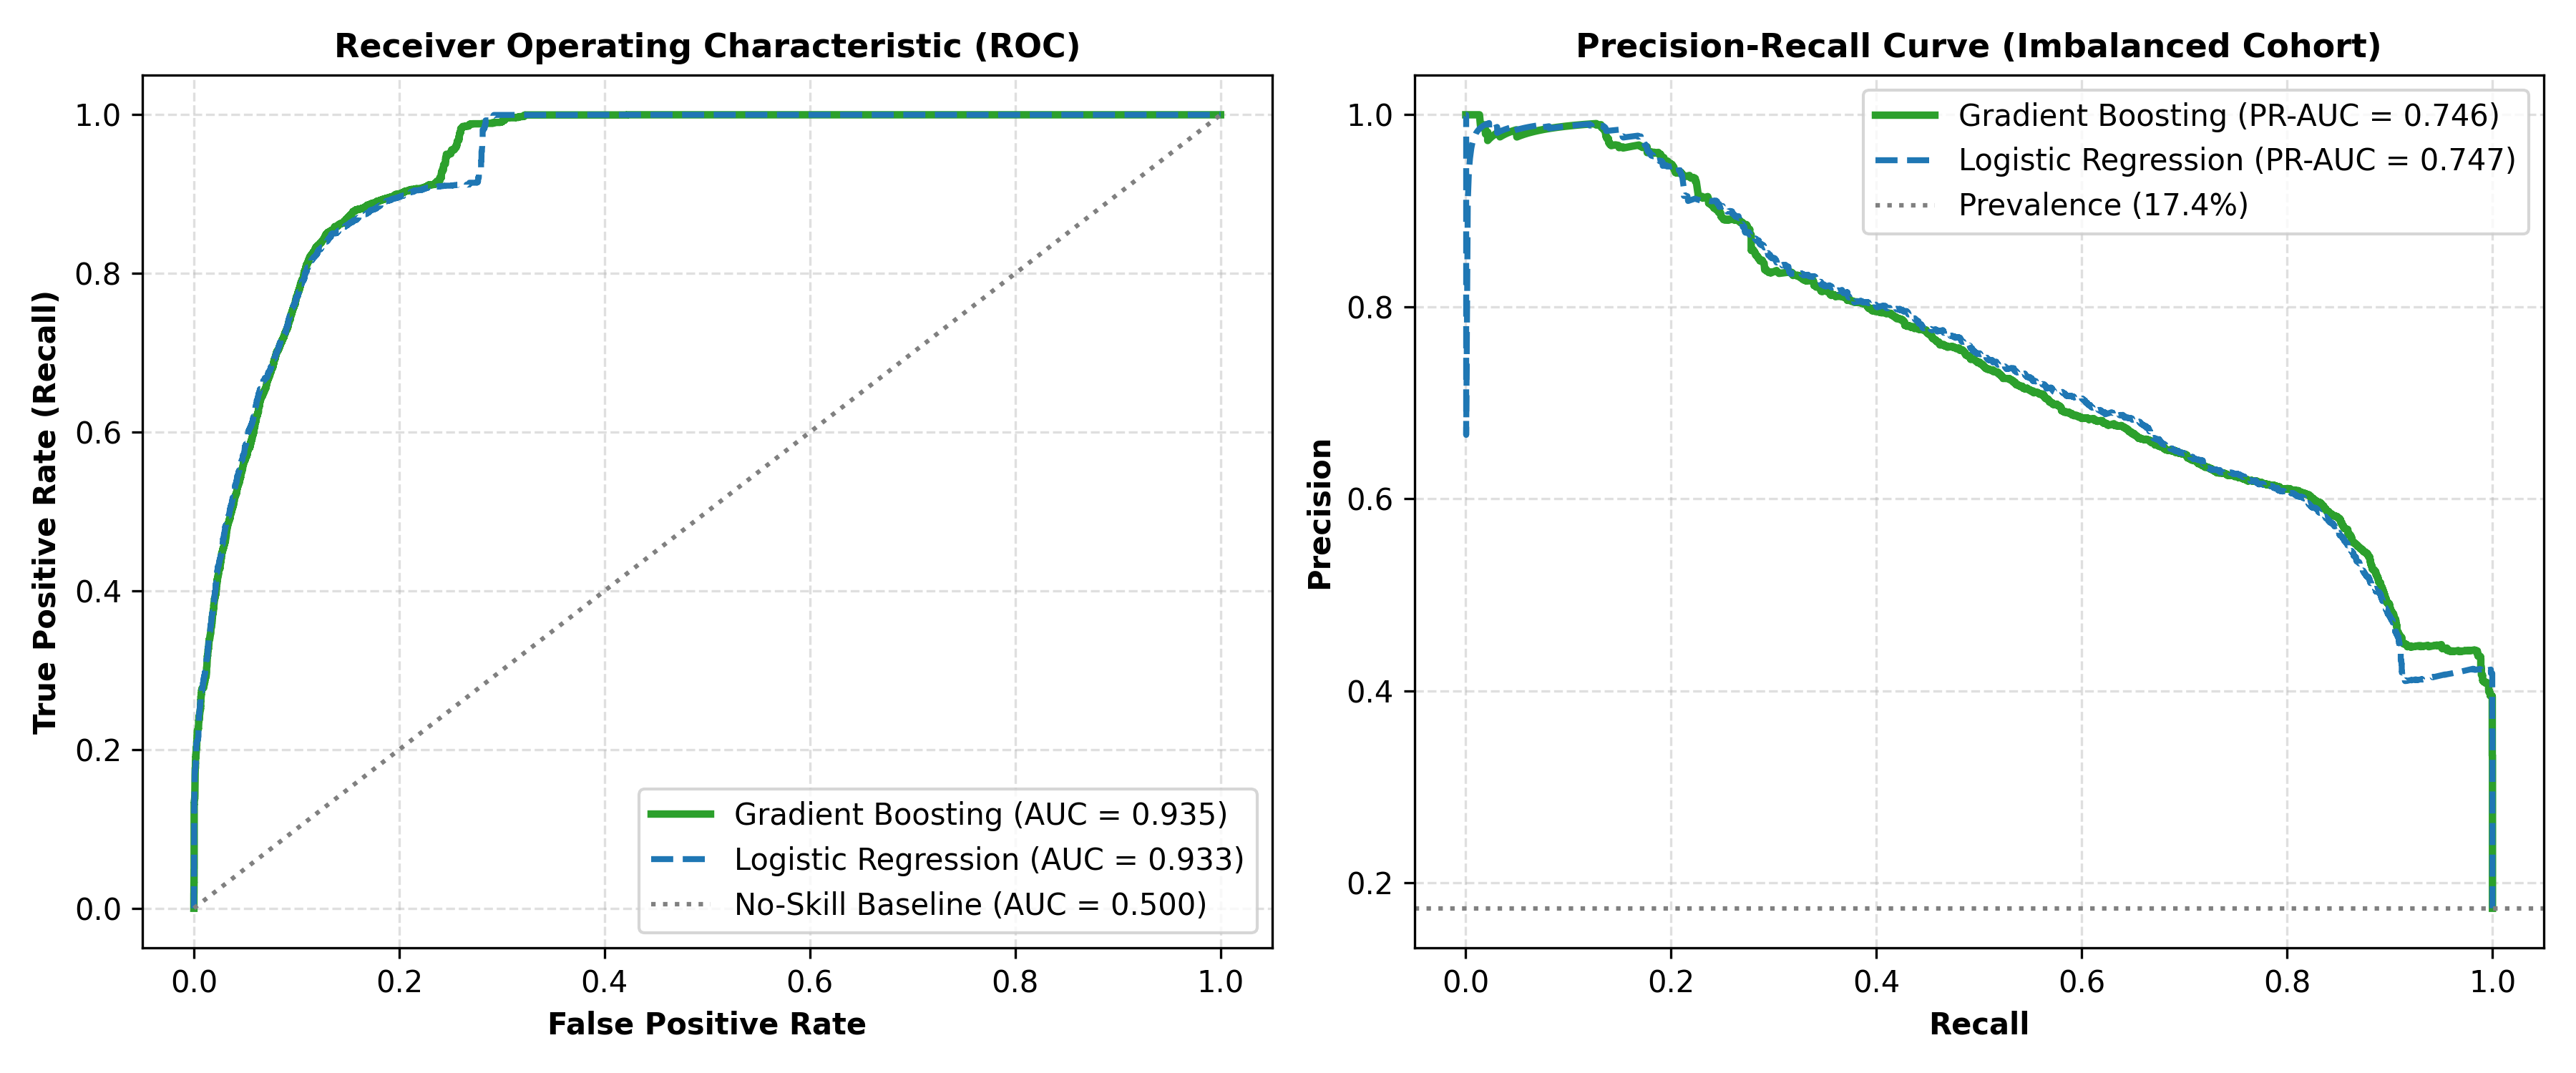 Receiver Operating Characteristic (ROC)
True Positive Rate (Recall)
1.0
0.8
0.6
0.4
0.2
0.0
Gradient Boosting (AUC = 0.935)
Logistic Regression (AUC = 0.933)
No-Skill Baseline (AUC = 0.500)
0.0 0.2 0.4 0.6 0.8 1.0
False Positive Rate
Precision-Recall Curve (Imbalanced Cohort)
Precision
1.0
0.8
0.6
0.4
0.2
Gradient Boosting (PR-AUC = 0.746)
Logistic Regression (PR-AUC = 0.747)
Prevalence (17.4%)
0.0 0.2 0.4 0.6 0.8 1.0
Recall